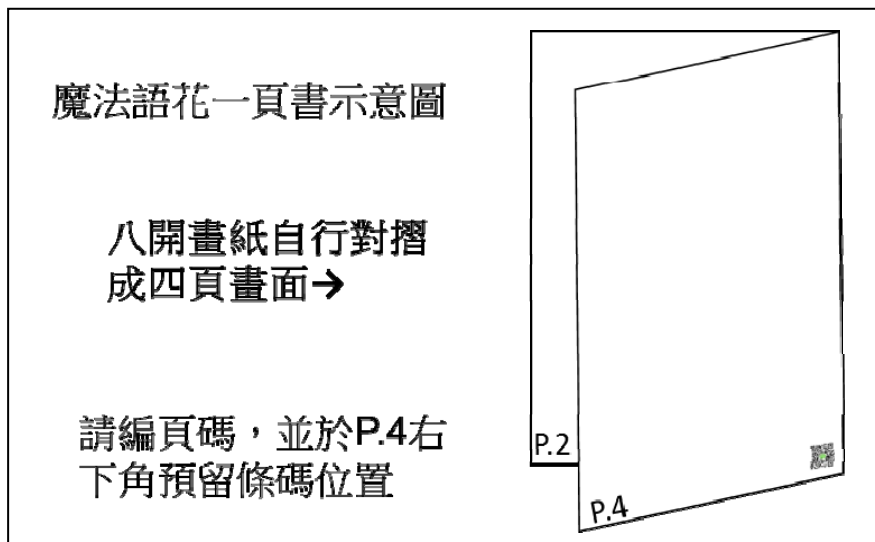 魔法語花一頁書示意圖
八開畫紙自行對摺
成四頁畫面→
請編頁碼，並於P.4右
下角預留條碼位置
P.2
P.4